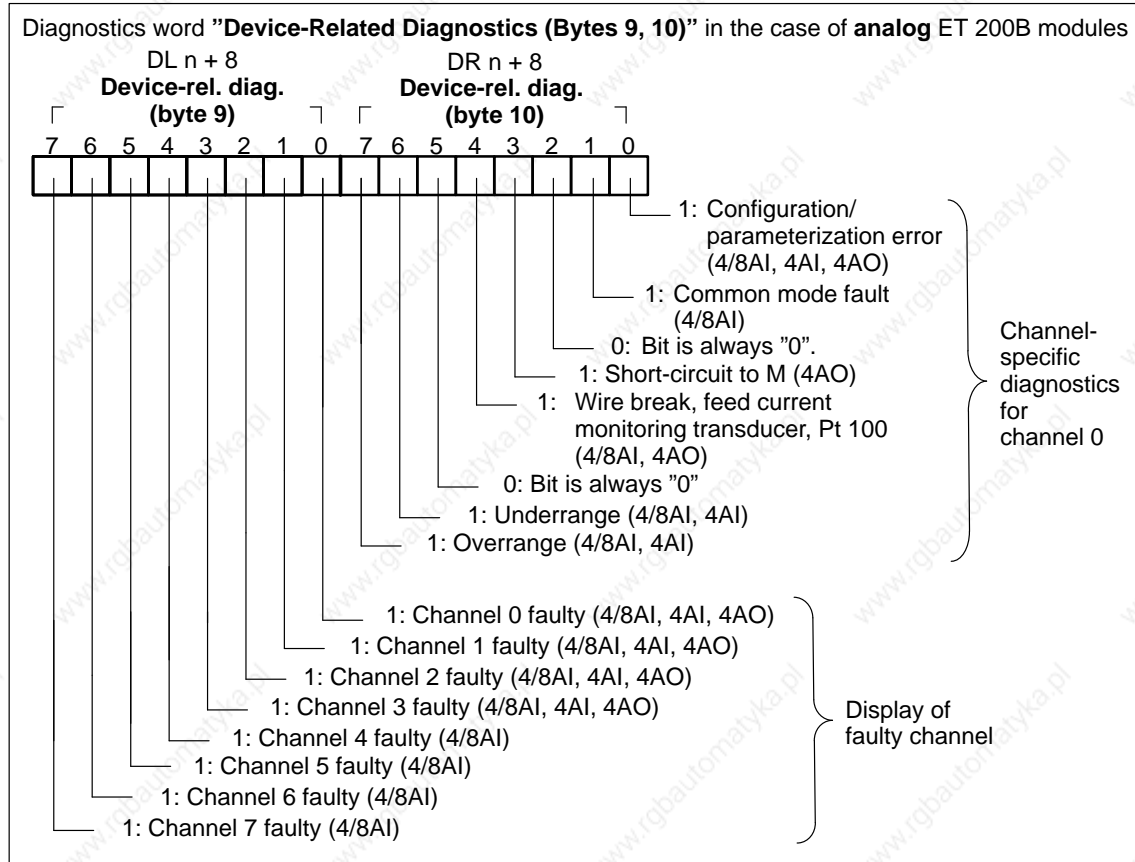 Diagnostics word ”Device-Related Diagnostics (Bytes 9, 10)” in the case of analog ET 200B modules
DL n + 8
Device-rel. diag.
(byte 9)
DR n + 8
Device-rel. diag.
(byte 10)
7 6 5 4 3 2 1 0 7 6 5 4 3 2 1 0
1: Configuration/
parameterization error
(4/8AI, 4AI, 4AO)
1: Common mode fault
(4/8AI)
0: Bit is always ”0”.
1: Short-circuit to M (4AO)
1: Wire break, feed current
monitoring transducer, Pt 100
(4/8AI, 4AO)
0: Bit is always ”0”
1: Underrange (4/8AI, 4AI)
1: Overrange (4/8AI, 4AI)
Channel-
specific
diagnostics
for
channel 0
1: Channel 0 faulty (4/8AI, 4AI, 4AO)
1: Channel 1 faulty (4/8AI, 4AI, 4AO)
1: Channel 2 faulty (4/8AI, 4AI, 4AO)
1: Channel 3 faulty (4/8AI, 4AI, 4AO)
1: Channel 4 faulty (4/8AI)
1: Channel 5 faulty (4/8AI)
1: Channel 6 faulty (4/8AI)
1: Channel 7 faulty (4/8AI)
Display of
faulty channel
www.rgbautomatyka.pl